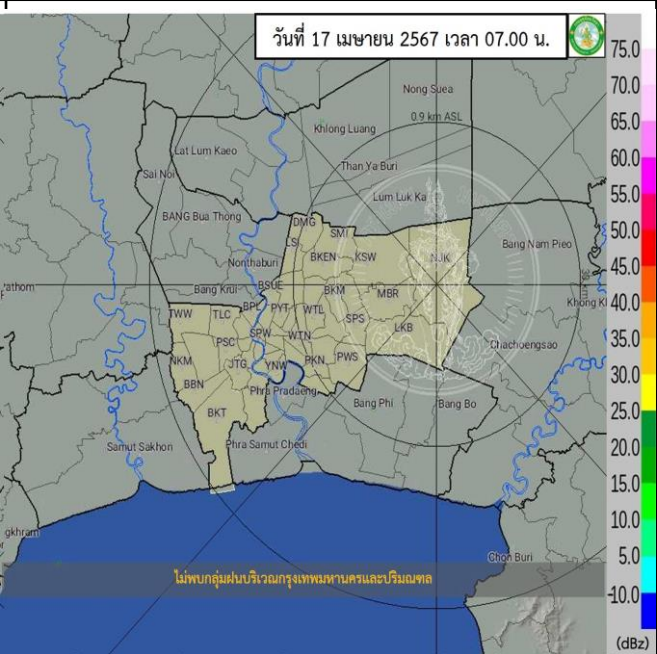 วันที่ 17 เมษายน 2567 เวลา 07.00 น.
75.0
70.0
65.0
60.0
55.0
50.0
45.0
40.0
35.0
30.0
25.0
20.0
15.0
10.0
5.0
-10.0
(dBz)
Nong Suea
0.9 km ASL
Khlong Luang
Lat Lum Kaeo
Than Ya Buri
Sai Noi
Lum Luk Ka
BANG Bua Thong
DMG
SMI
LSI
Bang Nam Pieo
Nonthaburi
BKEN
KSW
NJK
Bang Krui
BSUE
BKM
MBR
Khong Kh
TWW
TLC
BPL
PYT
WTL
SPS
LKB
SPW
WTN
PSC
Chachoengsao
NKM
JTG
YNW
PKN
PWS
BBN
Phra Pradaeng
BKT
Bang Phi
Bang Bo
Samut Sakhon
Phra Samut Chedi
gkhram
Chon Buri
ไม่พบกลุ่มฝนบริเวณกรุงเทพมหานครและปริมณฑล